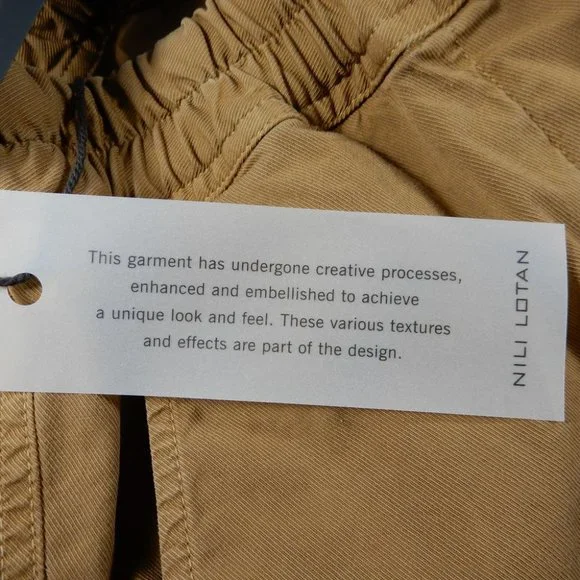 This garment has undergone creative processes,
enhanced and embellished to achieve
a unique look and feel. These various textures
and effects are part of the design.
NILI LOTAN